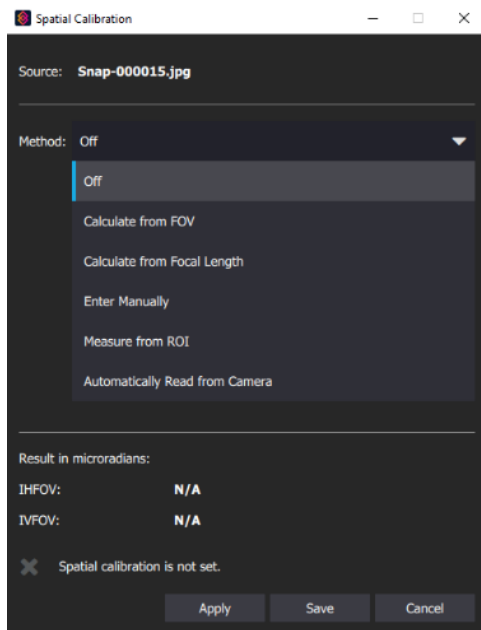 Spatial Calibration
Source: Snap-000015.jpg
Method: Off
Off
Calculate from FOV
Calculate from Focal Length
Enter Manually
Measure from ROI
Automatically Read from Camera
Result in microradians:
IHFOV: N/A
IVFOV: N/A
Spatial calibration is not set.
Apply Save Cancel